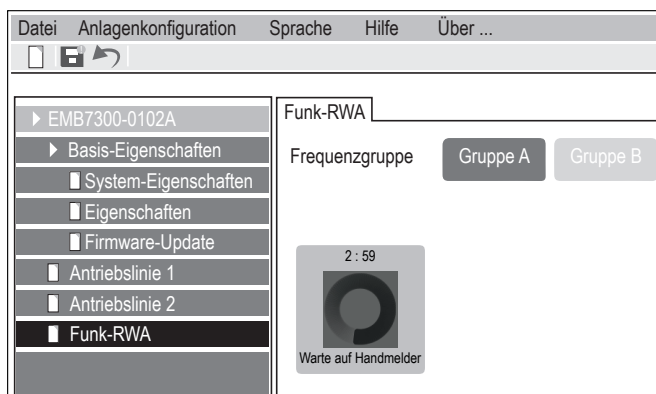 Datei Anlagenkonfiguration Sprache Hilfe Über ...
EMB7300-0102A
Basis-Eigenschaften
System-Eigenschaften
Eigenschaften
Firmware-Update
Antriebslinie 1
Antriebslinie 2
Funk-RWA
Funk-RWA
Frequenzgruppe Gruppe A Gruppe B
2 : 59
Warte auf Handmelder